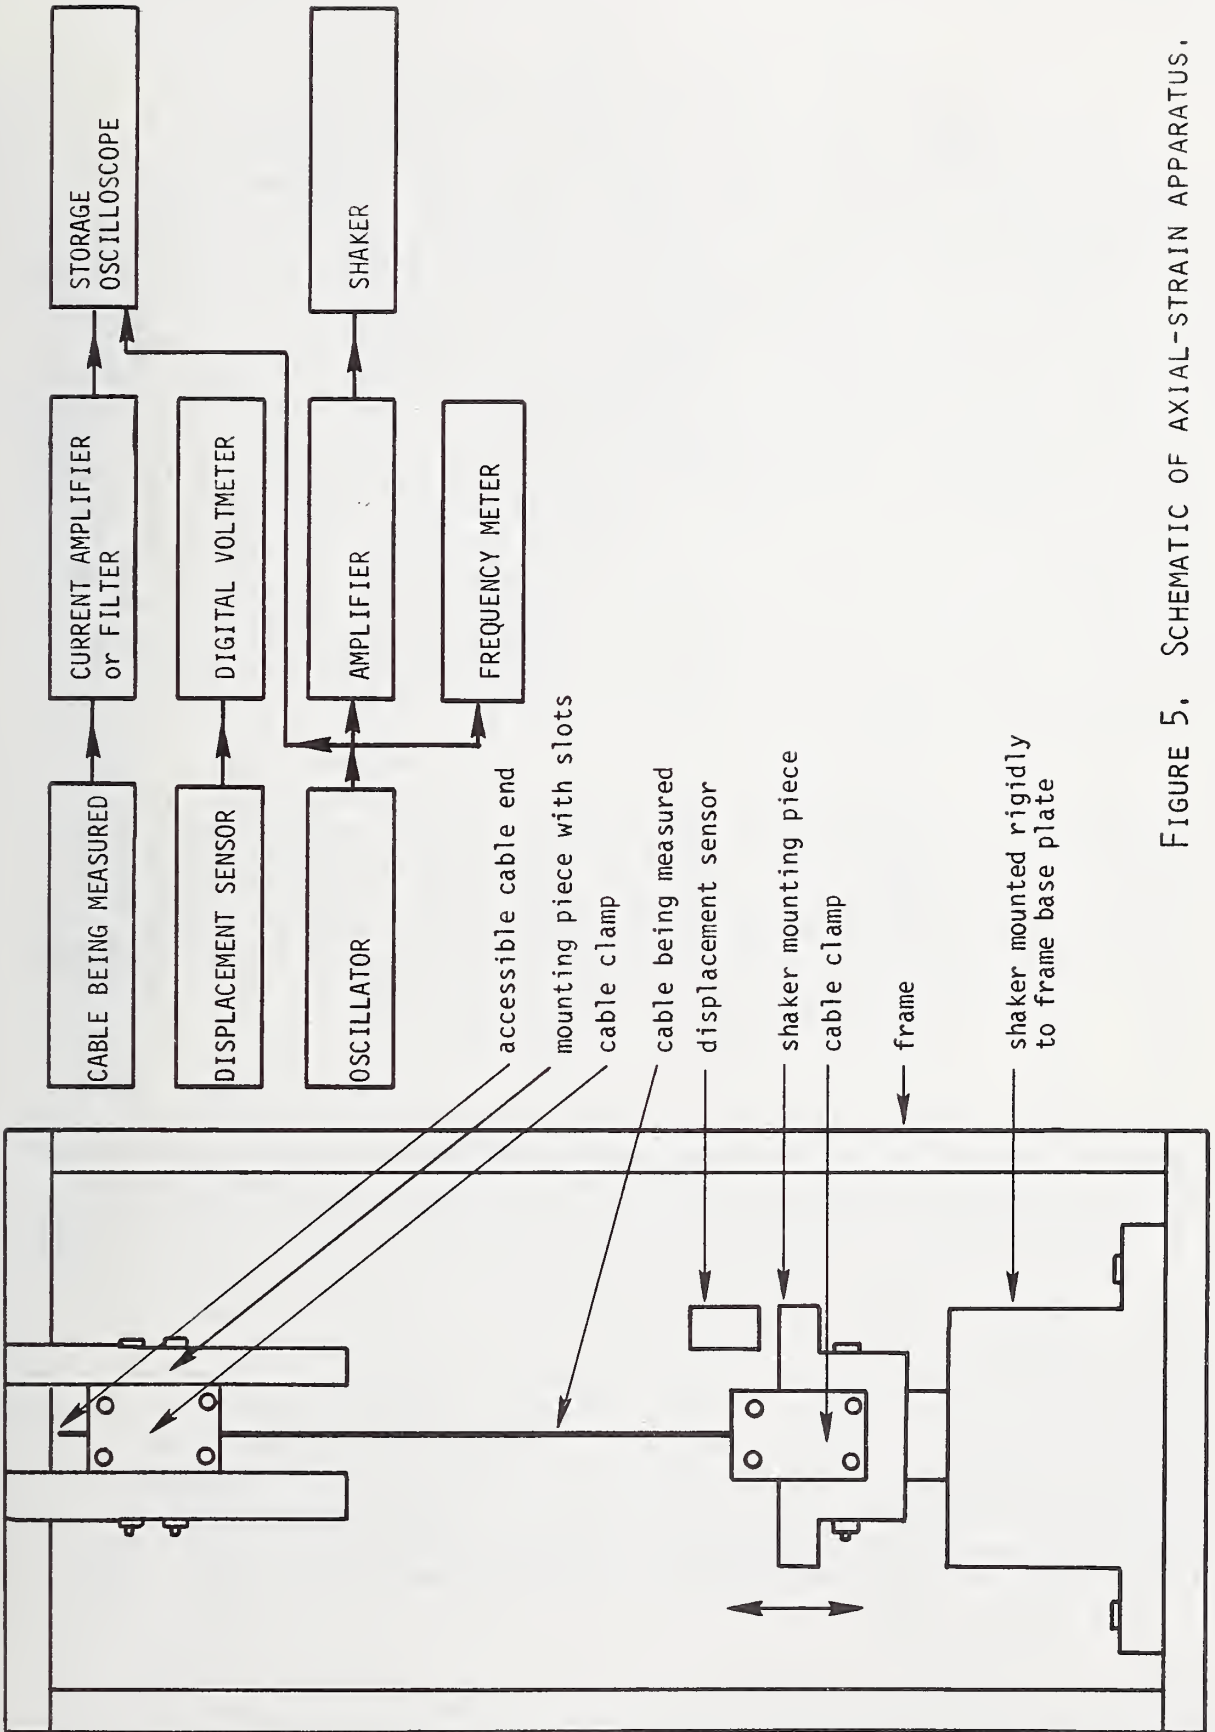 CABLE BEING MEASURED
CURRENT AMPLIFIER
or FILTER
STORAGE
OSCILLOSCOPE
DISPLACEMENT SENSOR
DIGITAL VOLTMETER
OSCILLATOR
AMPLIFIER
SHAKER
FREQUENCY METER
accessible cable end
mounting piece with slots
cable clamp
cable being measured
displacement sensor
shaker mounting piece
cable clamp
frame
shaker mounted rigidly
to frame base plate
FIGURE 5. SCHEMATIC OF AXIAL-STRAIN APPARATUS.